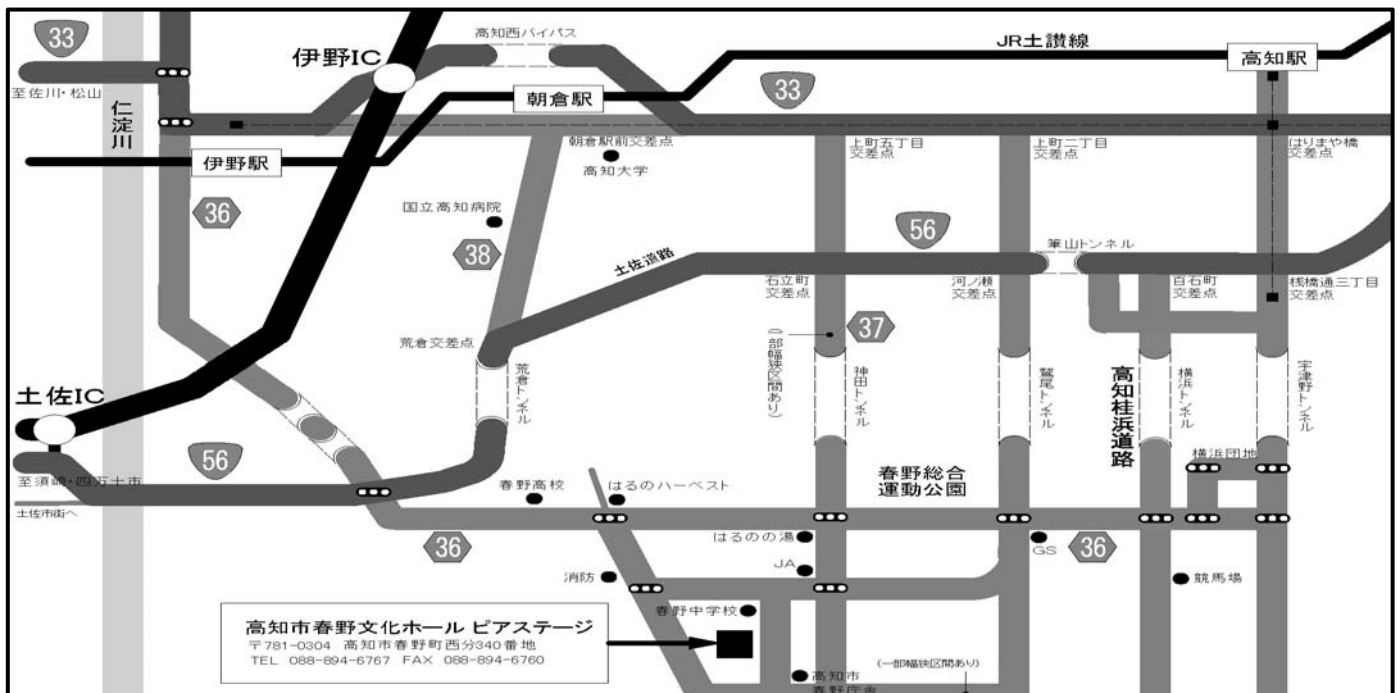 33
高知西バイパス
伊野IC
JR土讃線
高知駅
33
至佐川・松山
朝倉駅
仁淀川
伊野駅
朝倉駅前交差点
高知大学
上町五丁目
交差点
上町二丁目
交差点
はりまや橋
交差点
36
国立高知病院
38
土佐道路
56
筆山トンネル
石立町
交差点
河ノ瀬
交差点
百石町
交差点
桟橋通三丁目
交差点
荒倉交差点
(一部幅狭区間あり)
37
荒倉トンネル
神田トンネル
鷲尾トンネル
高知桂浜道路
横浜トンネル
宇津野トンネル
土佐IC
56
至須崎・四万十市
土佐市街へ
春野高校
はるのハーベスト
春野総合
運動公園
横浜団地
36
はるのの湯
GS
36
消防
JA
競馬場
春野中学校
高知市春野文化ホール ピアステージ
〒781-0304 高知市春野町西分340番地
TEL 088-894-6767 FAX 088-894-6760
(一部幅狭区間あり)
高知市
春野庁舎